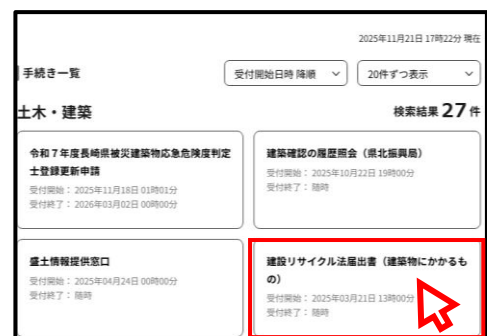 2025年11月21日 17時22分 現在
手続き一覧
受付開始日時 降順
20件ずつ表示
土木・建築
検索結果 27 件
令和7年度長崎県被災建築物応急危険度判定
士登録更新申請
受付開始：2025年11月18日 01時01分
受付終了：2026年03月02日 00時00分
建築確認の履歴照会（県北振興局）
受付開始：2025年10月22日 19時00分
受付終了：随時
盛土情報提供窓口
受付開始：2025年04月24日 00時00分
受付終了：随時
建設リサイクル法届出書（建築物にかかるも
の）
受付開始：2025年03月21日 13時00分
受付終了：随時